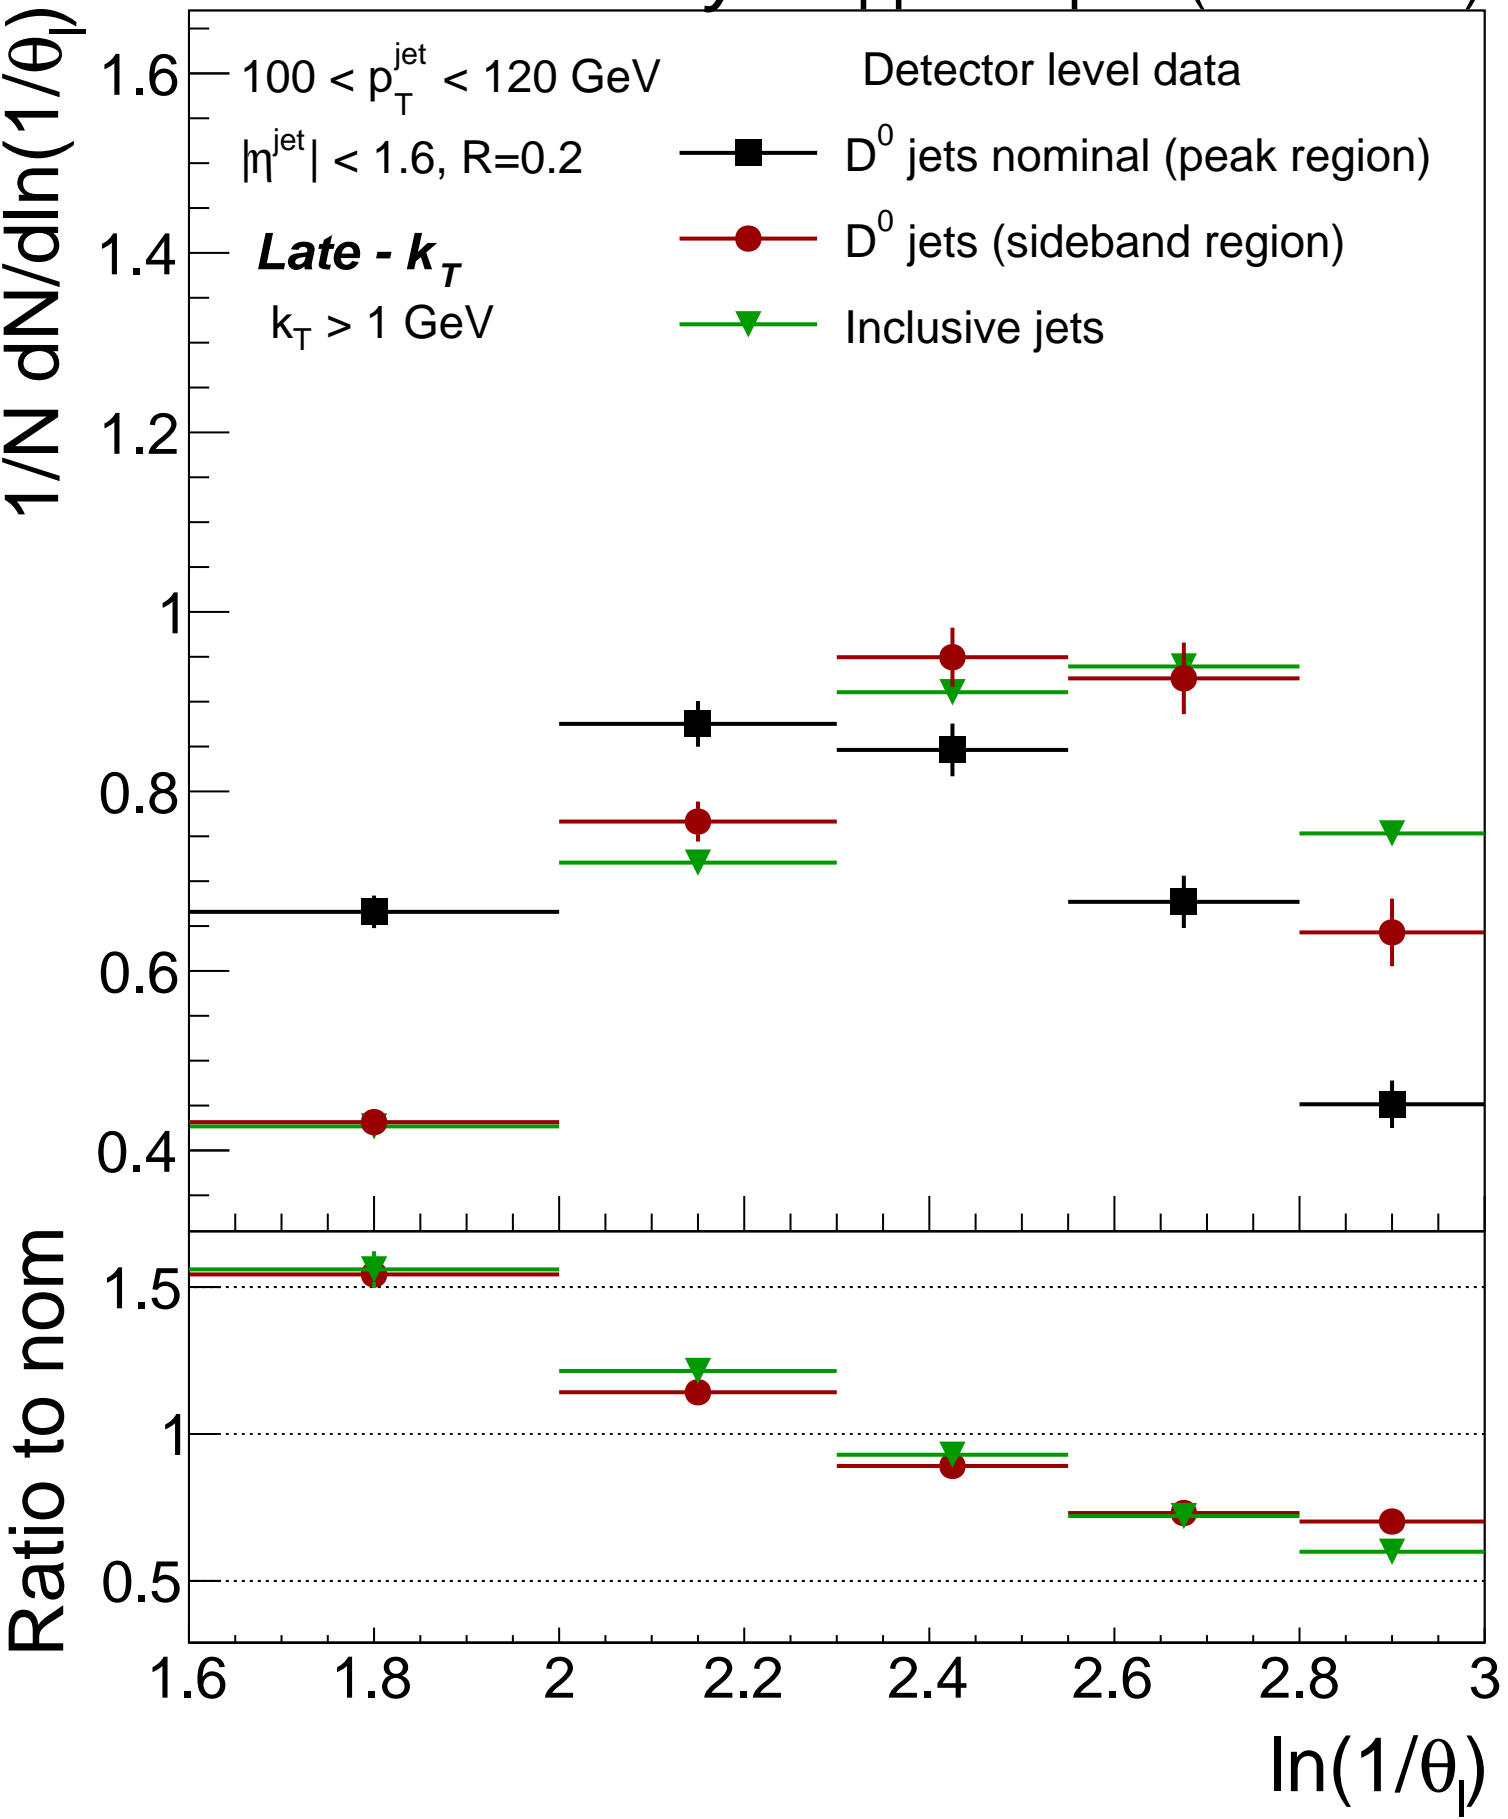 1/N dN/dln(1/θ_l)
100 < p_T^jet < 120 GeV
|η^jet| < 1.6, R=0.2
Late - k_T
k_T > 1 GeV
Detector level data
D^0 jets nominal (peak region)
D^0 jets (sideband region)
Inclusive jets
1.6
1.4
1.2
1
0.8
0.6
0.4
Ratio to nom
1.5
1
0.5
1.6 1.8 2 2.2 2.4 2.6 2.8 3
ln(1/θ_l)